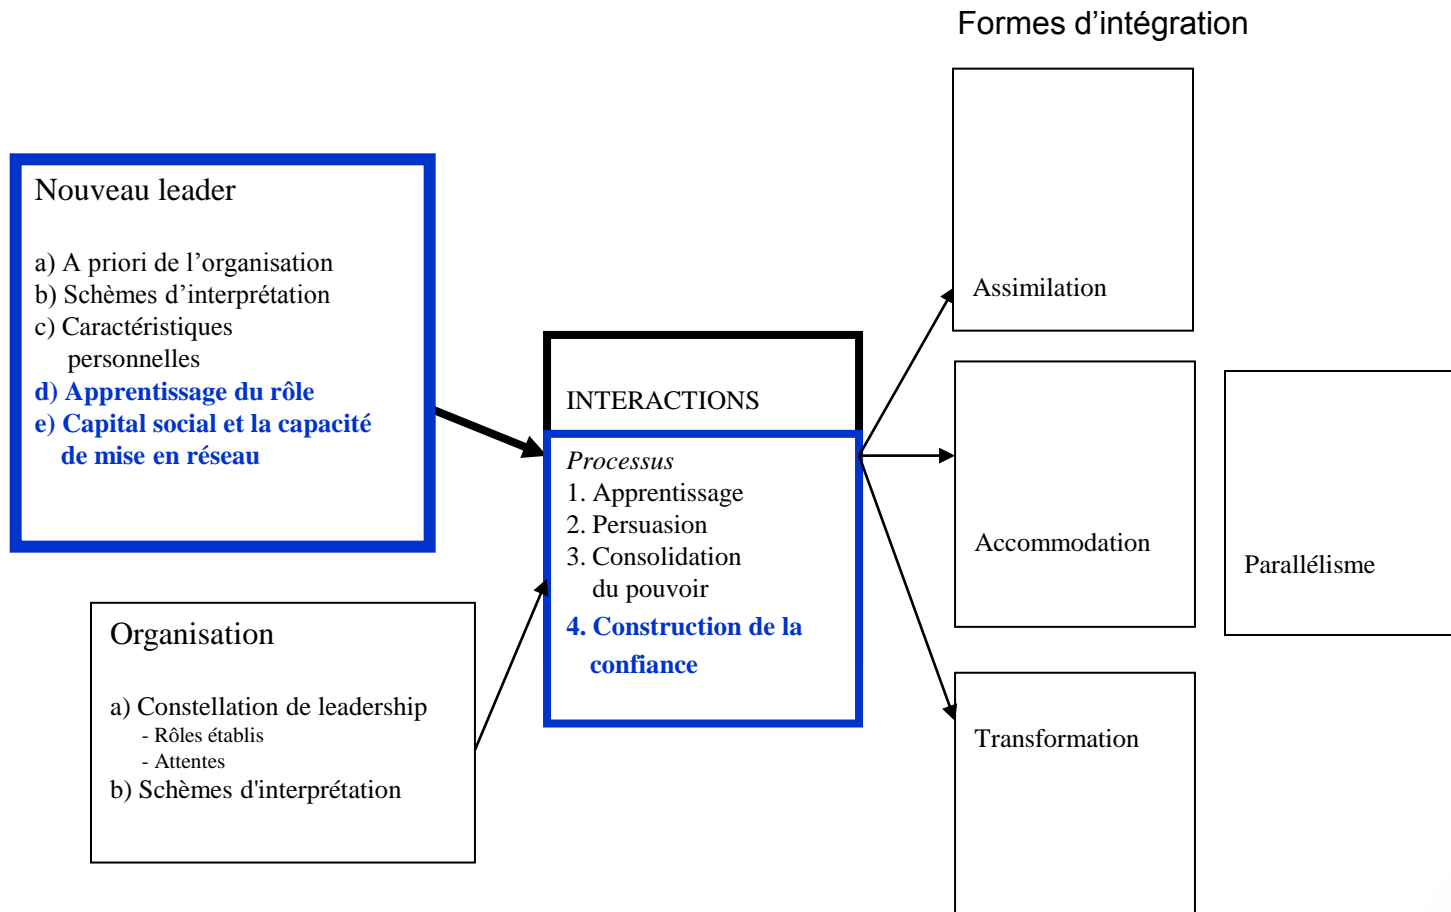 Formes d’intégration
Nouveau leader
a) A priori de l’organisation
b) Schèmes d’interprétation
c) Caractéristiques
personnelles
d) Apprentissage du rôle
e) Capital social et la capacité
de mise en réseau
Organisation
a) Constellation de leadership
- Rôles établis
- Attentes
b) Schèmes d'interprétation
INTERACTIONS
Processus
1. Apprentissage
2. Persuasion
3. Consolidation
du pouvoir
4. Construction de la
confiance
Assimilation
Accommodation
Parallélisme
Transformation